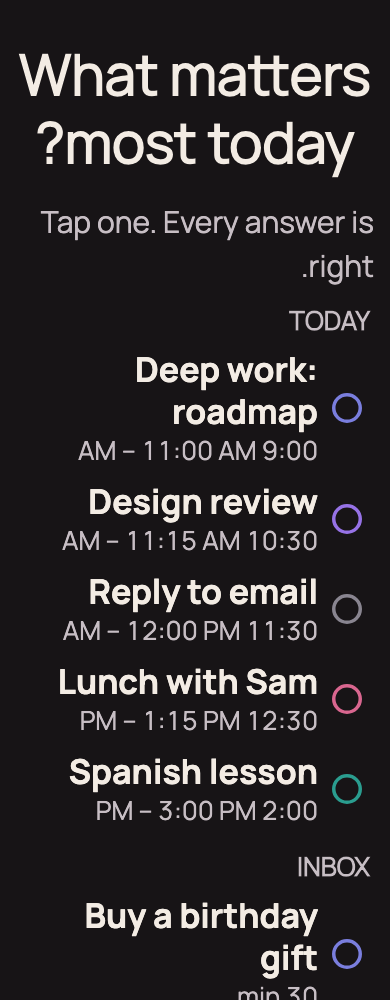 What matters
?most today
Tap one. Every answer is
.right
TODAY
Deep work:
roadmap
AM – 11:00 AM 9:00
Design review
AM – 11:15 AM 10:30
Reply to email
AM – 12:00 PM 11:30
Lunch with Sam
PM – 1:15 PM 12:30
Spanish lesson
PM – 3:00 PM 2:00
INBOX
Buy a birthday
gift
min 30